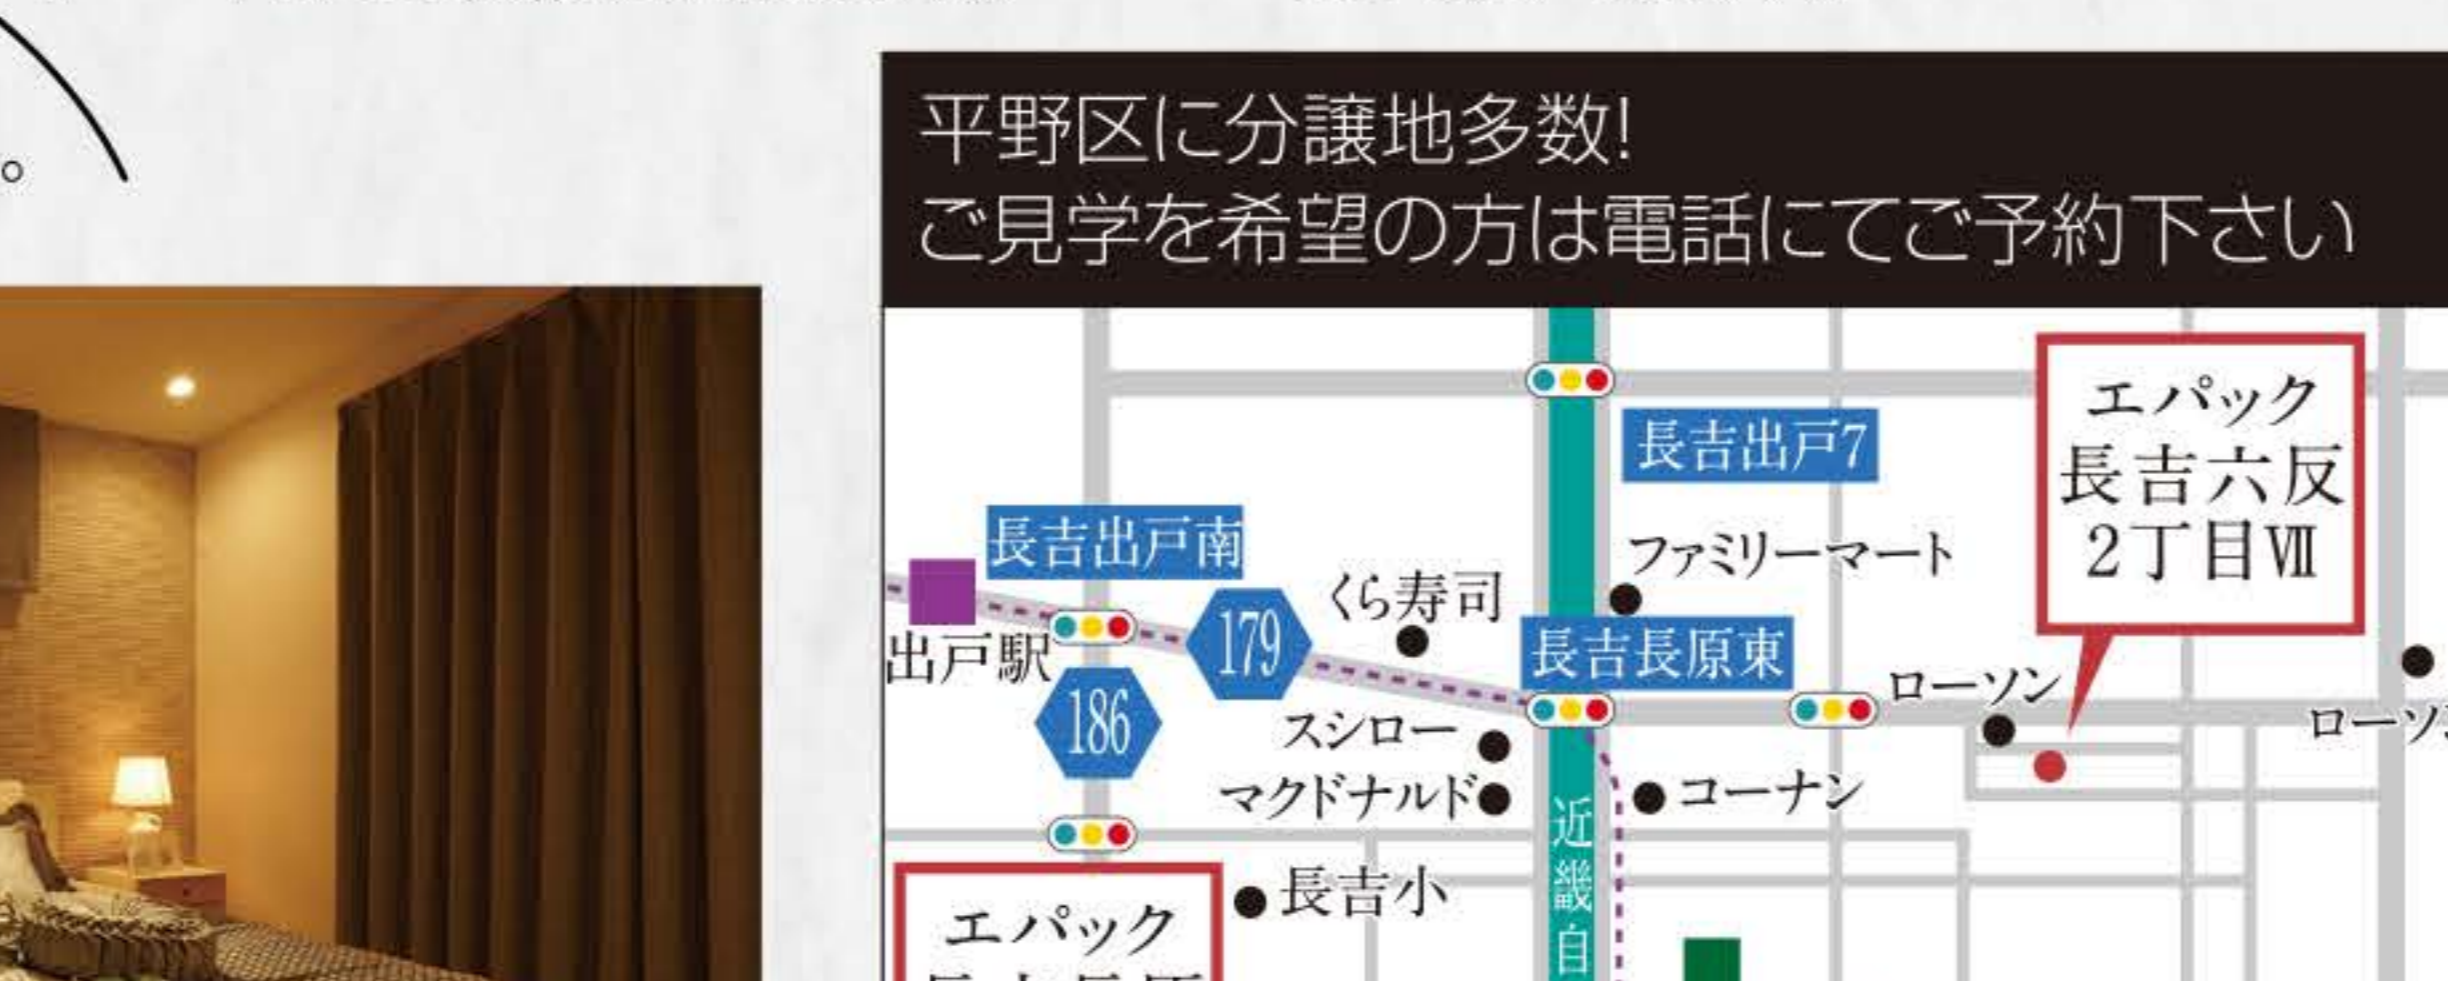 。
平野区に分譲地多数!
ご見学を希望の方は電話にてご予約下さい
エパック
長吉六反
2丁目Ⅶ
長吉出戸7
長吉出戸南
ファミリーマート
くら寿司
179
長吉長原東
出戸駅
186
ローソン
スシロー
マクドナルド
コーナン
近畿自
長吉小
エパック